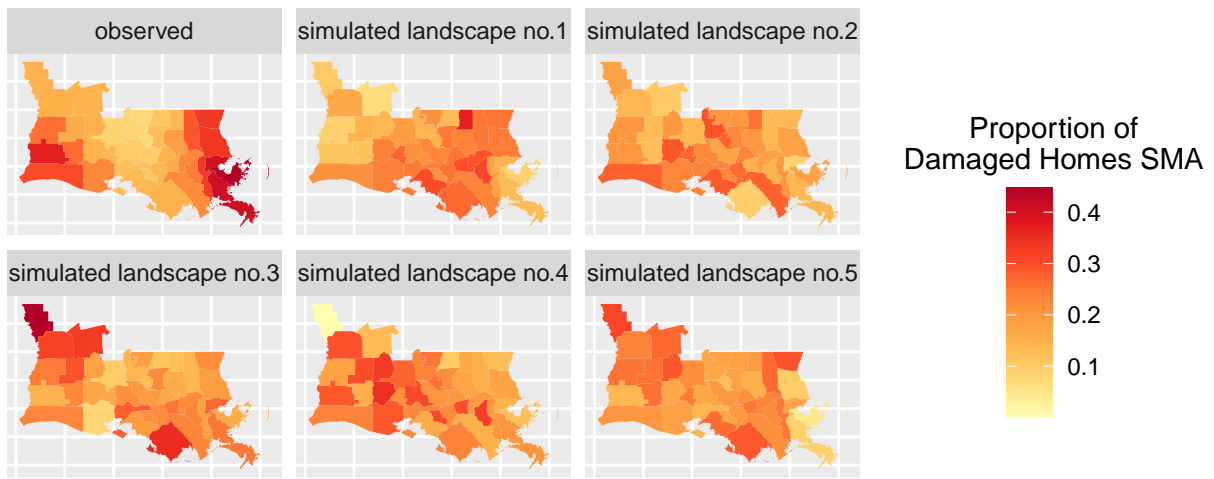 observed
simulated landscape no.1
simulated landscape no.2
simulated landscape no.3
simulated landscape no.4
simulated landscape no.5
Proportion of
Damaged Homes SMA
0.4
0.3
0.2
0.1